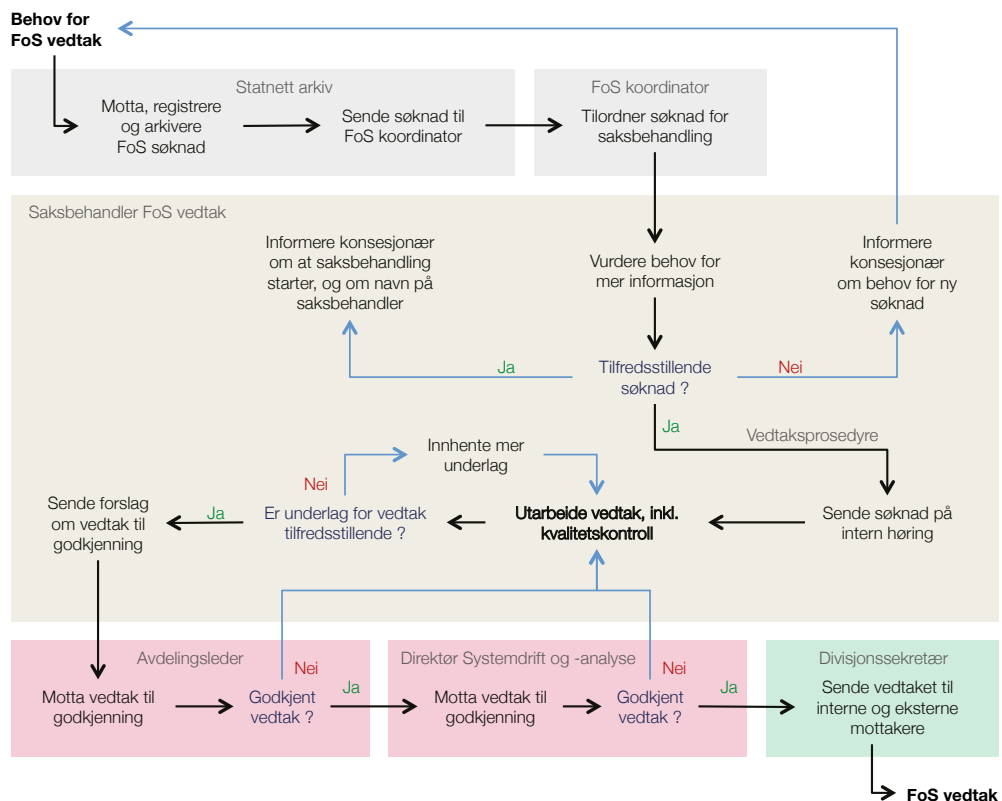 Behov for
FoS vedtak
Statnett arkiv
Motta, registrere
og arkivere
FoS søknad
Sende søknad til
FoS koordinator
FoS koordinator
Tilordner søknad for
saksbehandling
Saksbehandler FoS vedtak
Informere konsesjonær
om at saksbehandling
starter, og om navn på
saksbehandler
Vurdere behov for
mer informasjon
Informere
konsesjonær
om behov for ny
søknad
Ja
Tilfredsstillende
søknad ?
Nei
Ja
Vedtaksprosedyre
Innhente mer
underlag
Nei
Sende forslag
om vedtak til
godkjenning
Ja
Er underlag for vedtak
tilfredsstillende ?
Utarbeide vedtak, inkl.
kvalitetskontroll
Sende søknad på
intern høring
Avdelingsleder
Motta vedtak til
godkjenning
Nei
Godkjent
vedtak ?
Ja
Direktør Systemdrift og -analyse
Motta vedtak til
godkjenning
Nei
Godkjent
vedtak ?
Ja
Divisjonssekretær
Sende vedtaket til
interne og eksterne
mottakere
FoS vedtak